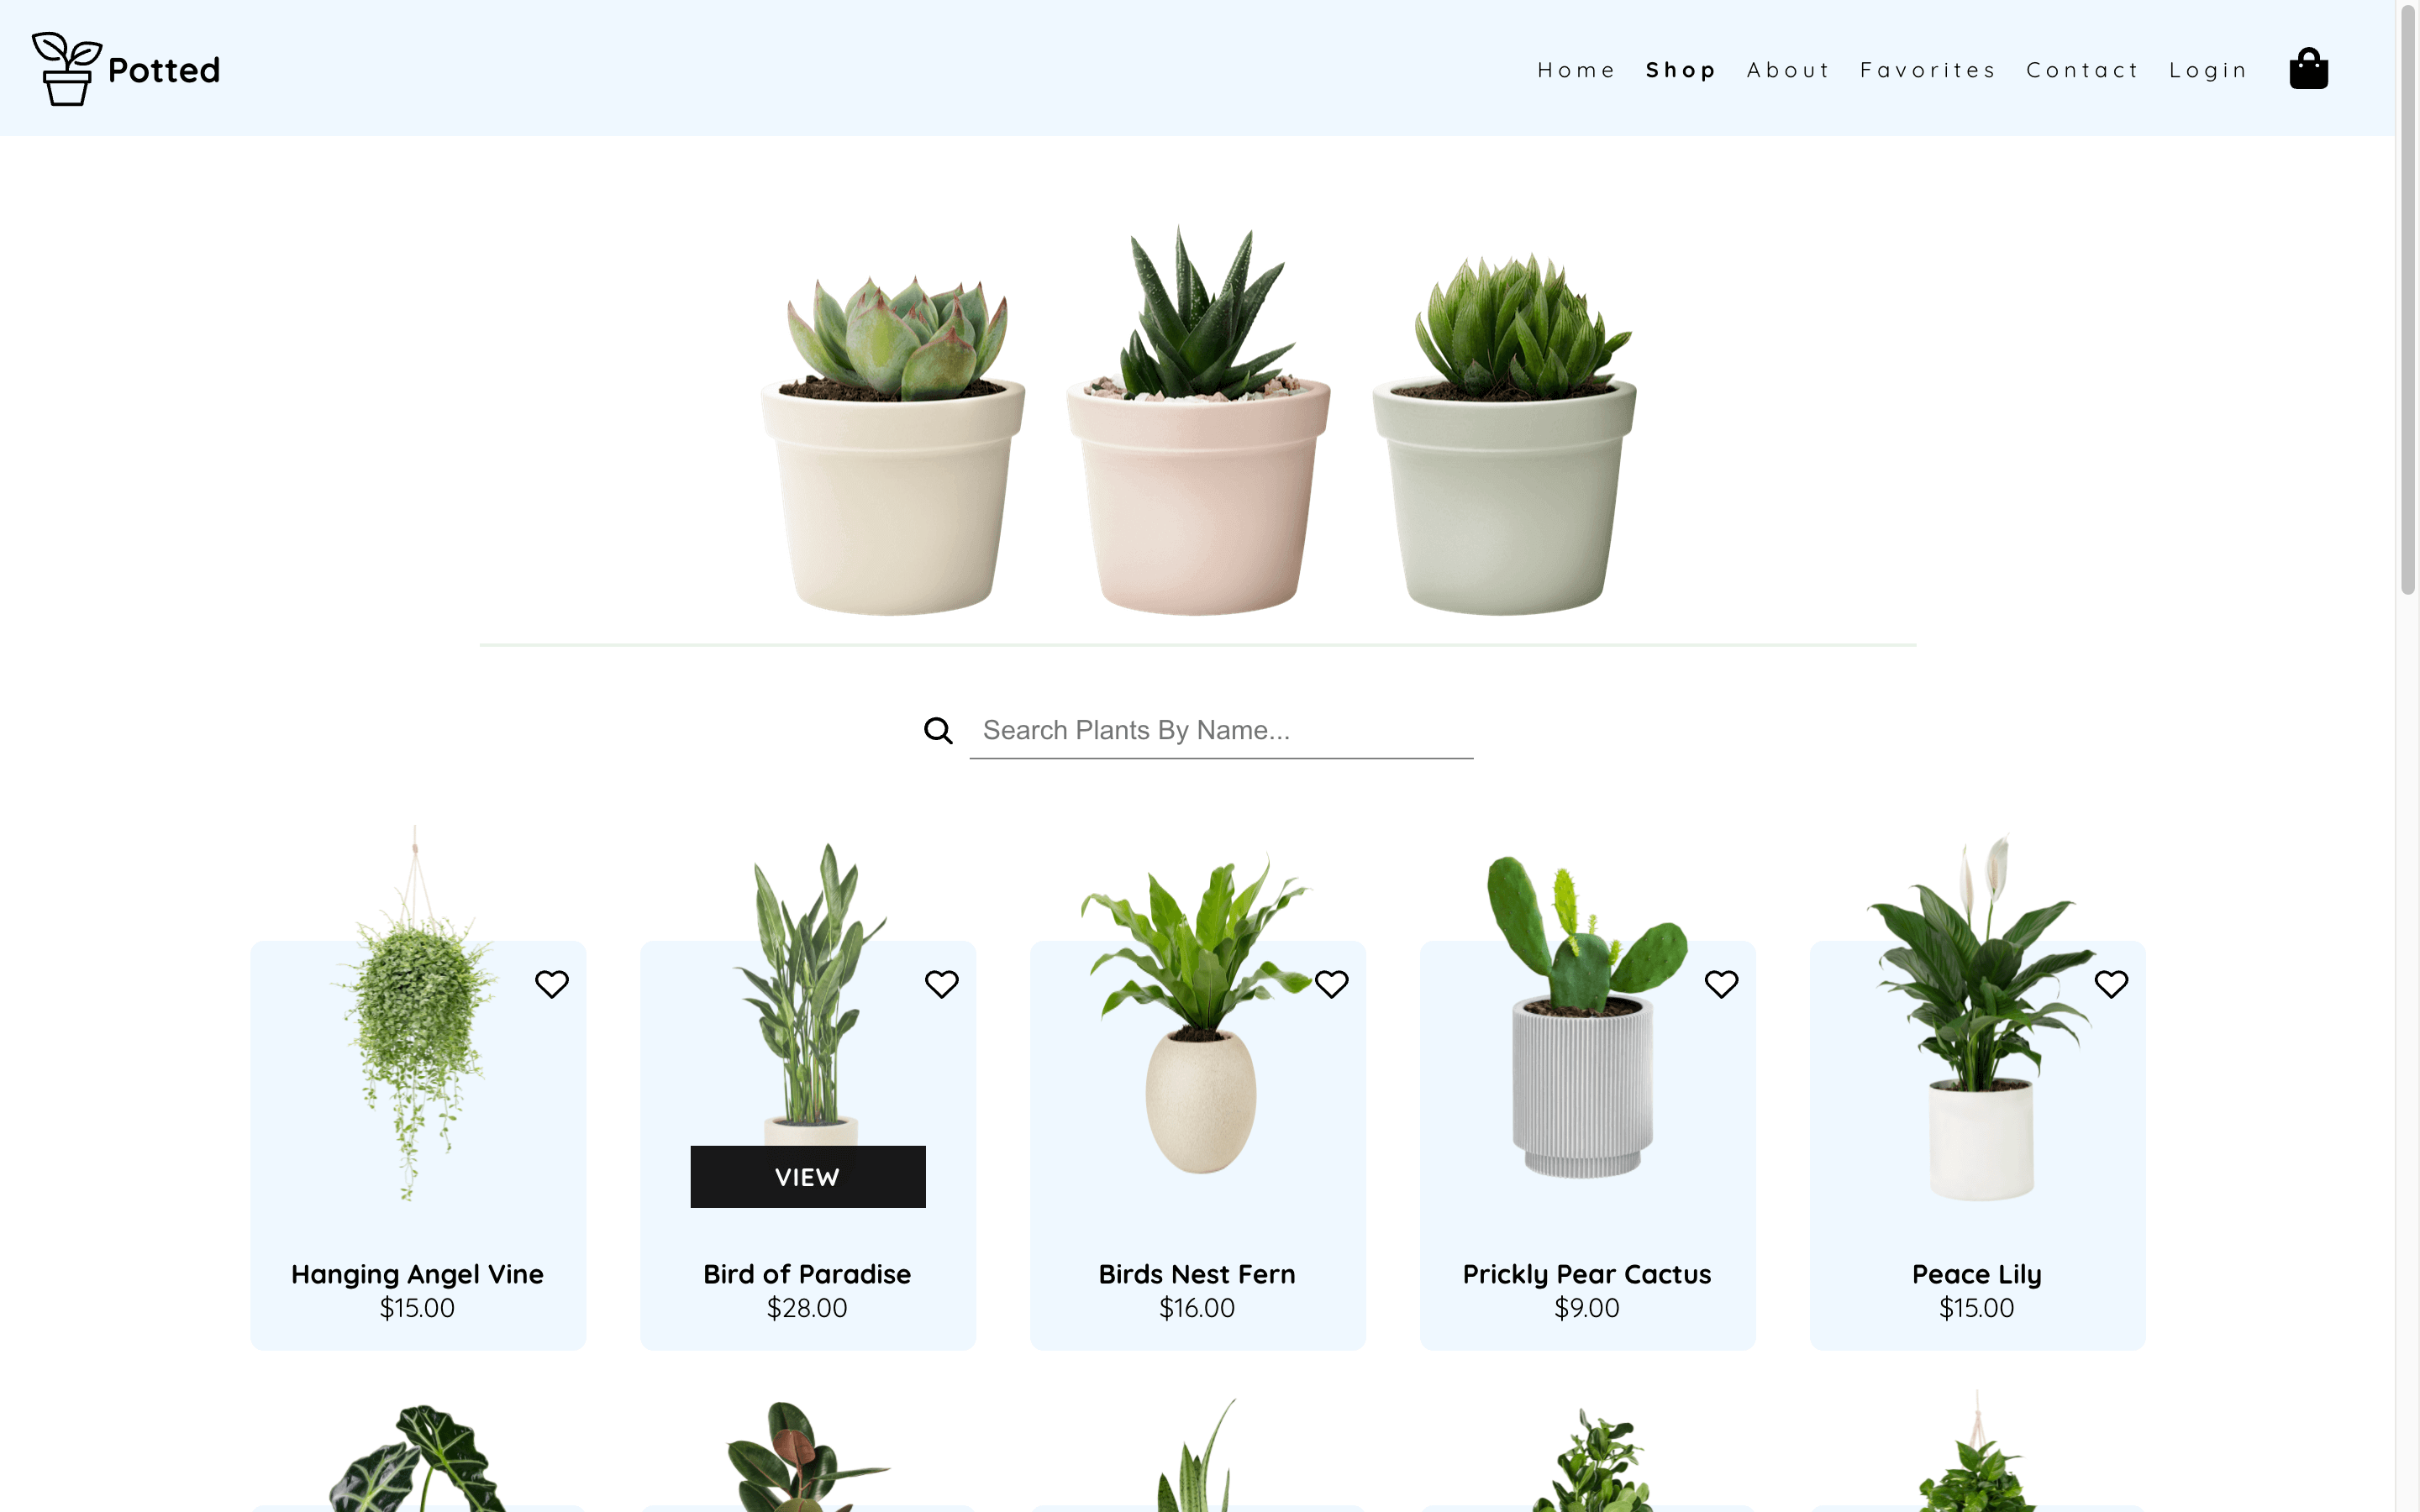 Potted
Home Shop About Favorites Contact Login
Search Plants By Name...
VIEW
Hanging Angel Vine
$15.00
Bird of Paradise
$28.00
Birds Nest Fern
$16.00
Prickly Pear Cactus
$9.00
Peace Lily
$15.00